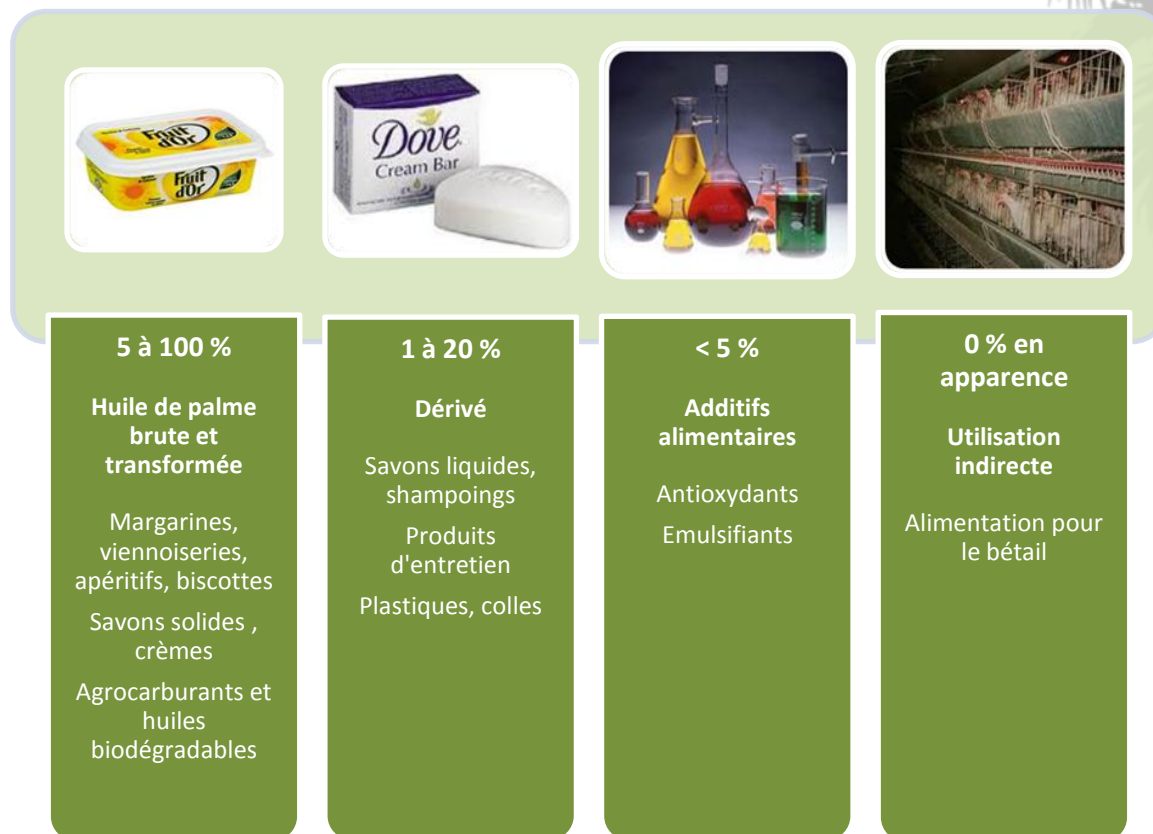 Fruit d'Or
Fruit d'Or
Dove
Cream Bar
5 à 100 %
Huile de palme
brute et
transformée
Margarines,
viennoiseries,
apéritifs, biscottes
Savons solides ,
crèmes
Agrocarburants et
huiles
biodégradables
1 à 20 %
Dérivé
Savons liquides,
shampoings
Produits
d'entretien
Plastiques, colles
< 5 %
Additifs
alimentaires
Antioxydants
Emulsifiants
0 % en
apparence
Utilisation
indirecte
Alimentation pour
le bétail